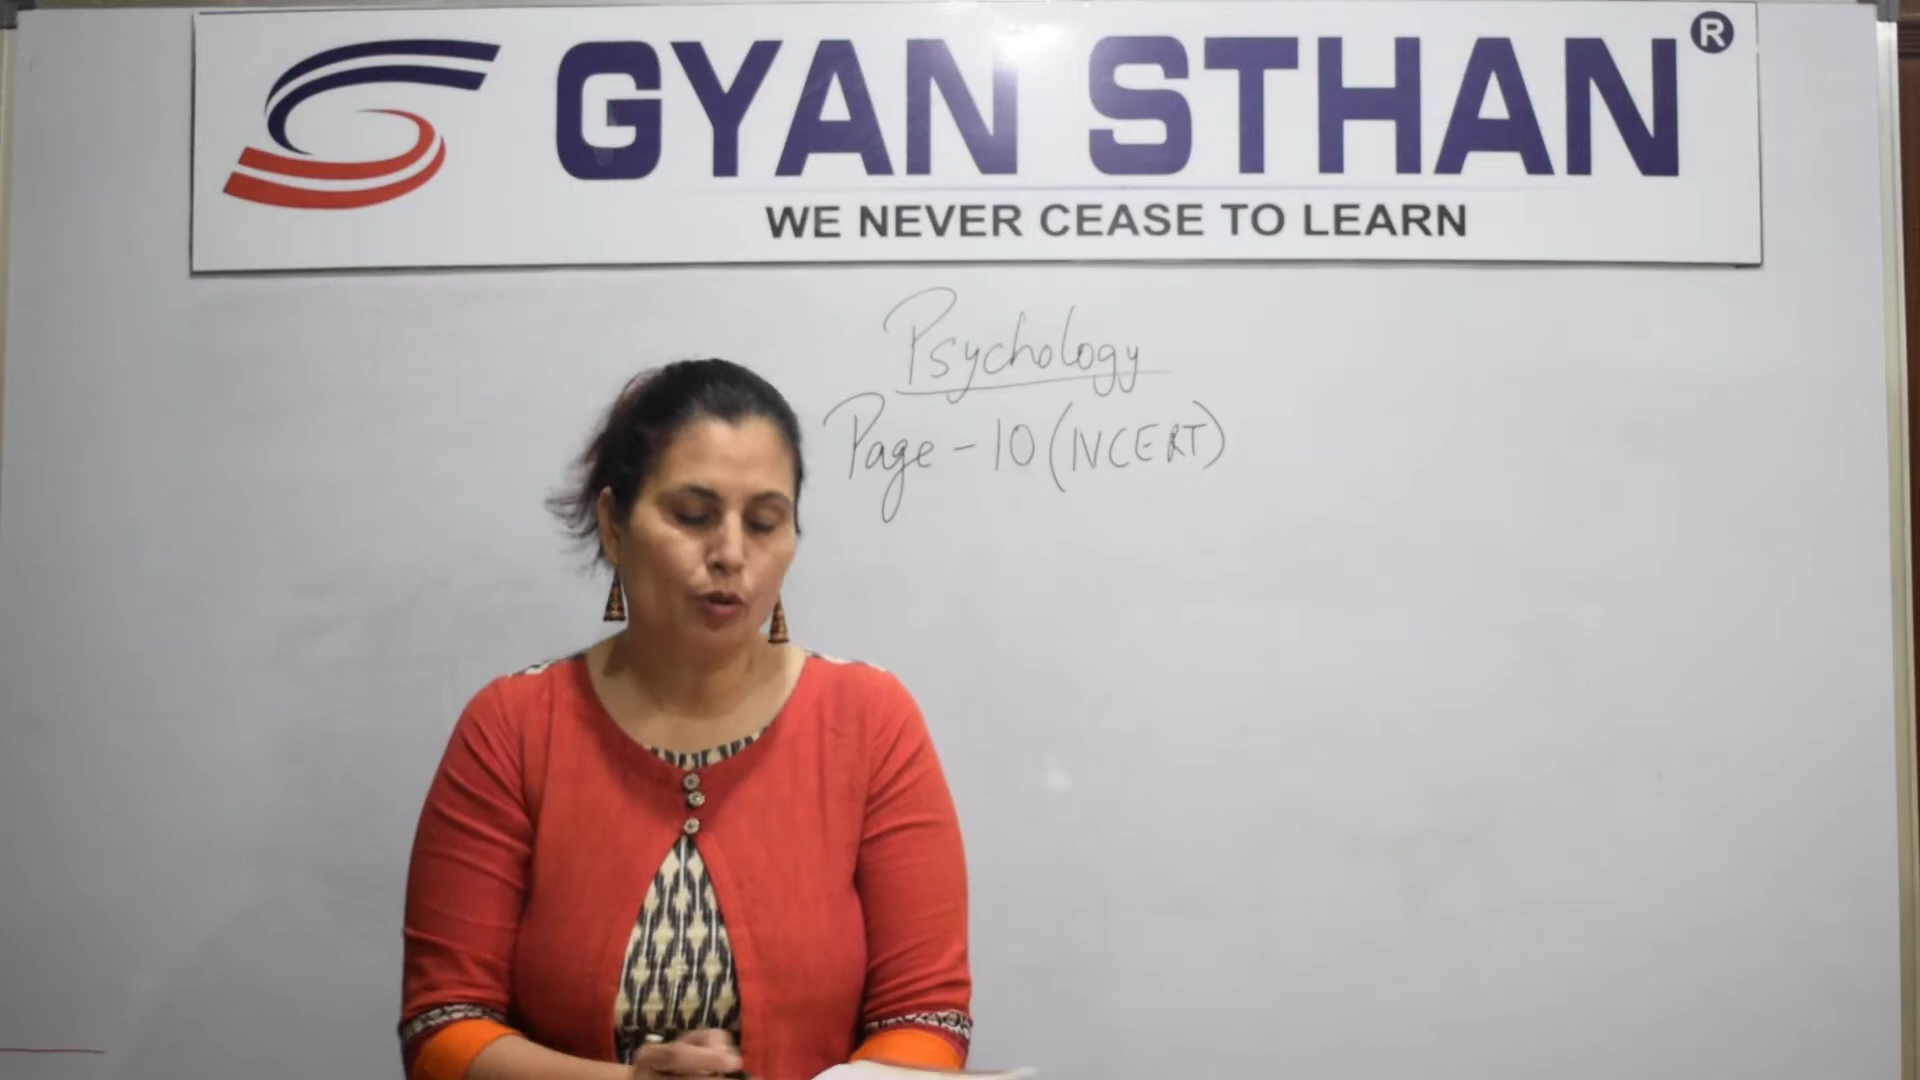 GYAN STHAN ®
WE NEVER CEASE TO LEARN
Psychology
Page - 10 (NCERT)